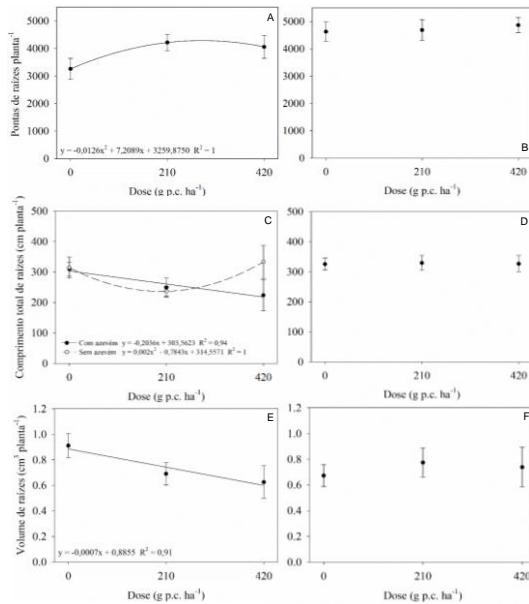 A
Pontas de raízes planta⁻¹
5000
4000
3000
2000
1000
0
y = -0,0126x² + 7,2089x + 3259,8750 R² = 1
0 210 420
Dose (g p.c. ha⁻¹)
B
5000
4000
3000
2000
1000
0
0 210 420
Dose (g p.c. ha⁻¹)
C
Comprimento total de raízes (cm planta⁻¹)
500
400
300
200
100
0
Com azevém y = -0,2036x + 303,5623 R² = 0,94
Sem azevém y = 0,002x² - 0,7843x + 314,5571 R² = 1
0 210 420
Dose (g p.c. ha⁻¹)
D
500
400
300
200
100
0
0 210 420
Dose (g p.c. ha⁻¹)
E
Volume de raízes (cm³ planta⁻¹)
1.2
1.0
0.8
0.6
0.4
0.2
0.0
y = -0,0007x + 0,8855 R² = 0,91
0 210 420
Dose (g p.c. ha⁻¹)
F
1.2
1.0
0.8
0.6
0.4
0.2
0.0
0 210 420
Dose (g p.c. ha⁻¹)